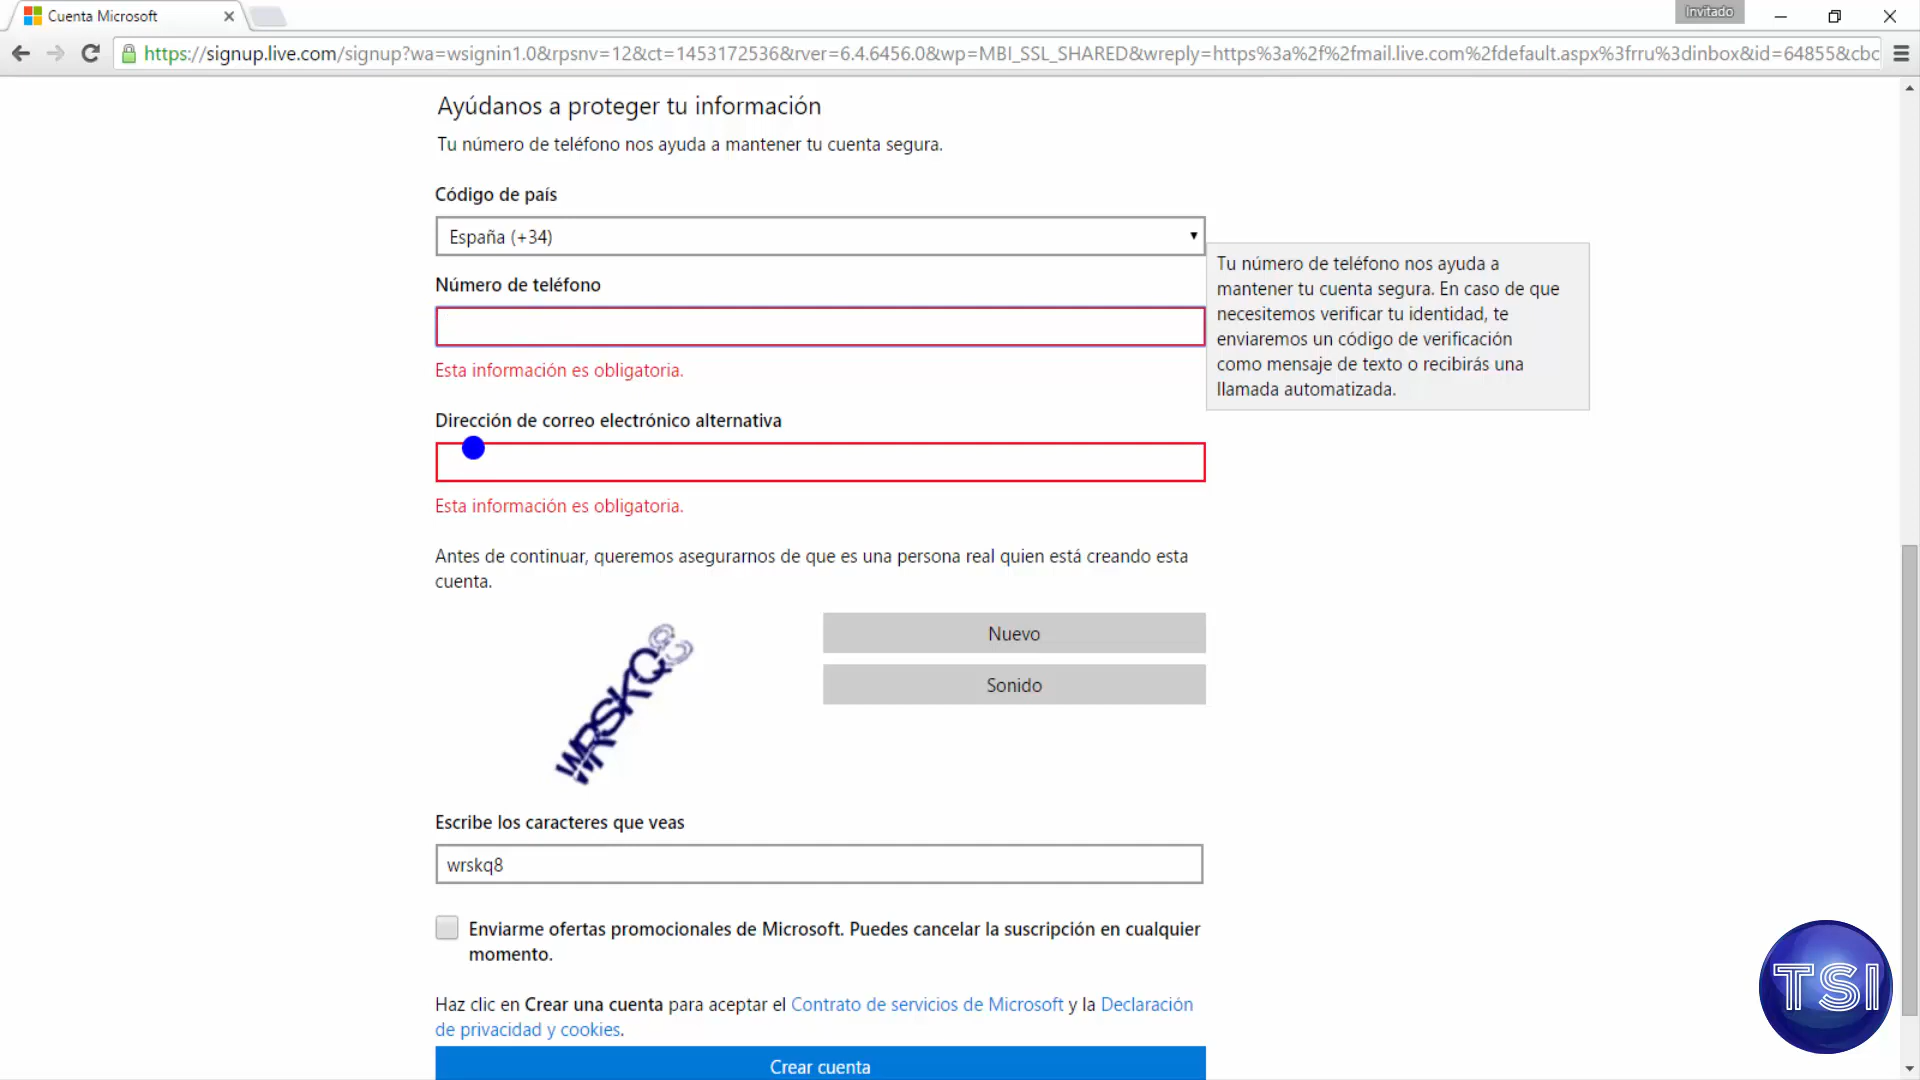 Cuenta Microsoft
Invitado
https://signup.live.com/signup?wa=wsignin1.0&rpsnv=12&ct=1453172536&rver=6.4.6456.0&wp=MBI_SSL_SHARED&wreply=https%3a%2f%2fmail.live.com%2fdefault.aspx%3frru%3dinbox&id=64855&cbc
Ayúdanos a proteger tu información
Tu número de teléfono nos ayuda a mantener tu cuenta segura.
Código de país
España (+34)
Número de teléfono
Tu número de teléfono nos ayuda a
mantener tu cuenta segura. En caso de que
necesitemos verificar tu identidad, te
enviaremos un código de verificación
como mensaje de texto o recibirás una
llamada automatizada.
Esta información es obligatoria.
Dirección de correo electrónico alternativa
Esta información es obligatoria.
Antes de continuar, queremos asegurarnos de que es una persona real quien está creando esta
cuenta.
Nuevo
Sonido
Escribe los caracteres que veas
wrskq8
Enviarme ofertas promocionales de Microsoft. Puedes cancelar la suscripción en cualquier
momento.
Haz clic en Crear una cuenta para aceptar el Contrato de servicios de Microsoft y la Declaración
de privacidad y cookies.
Crear cuenta
TSI